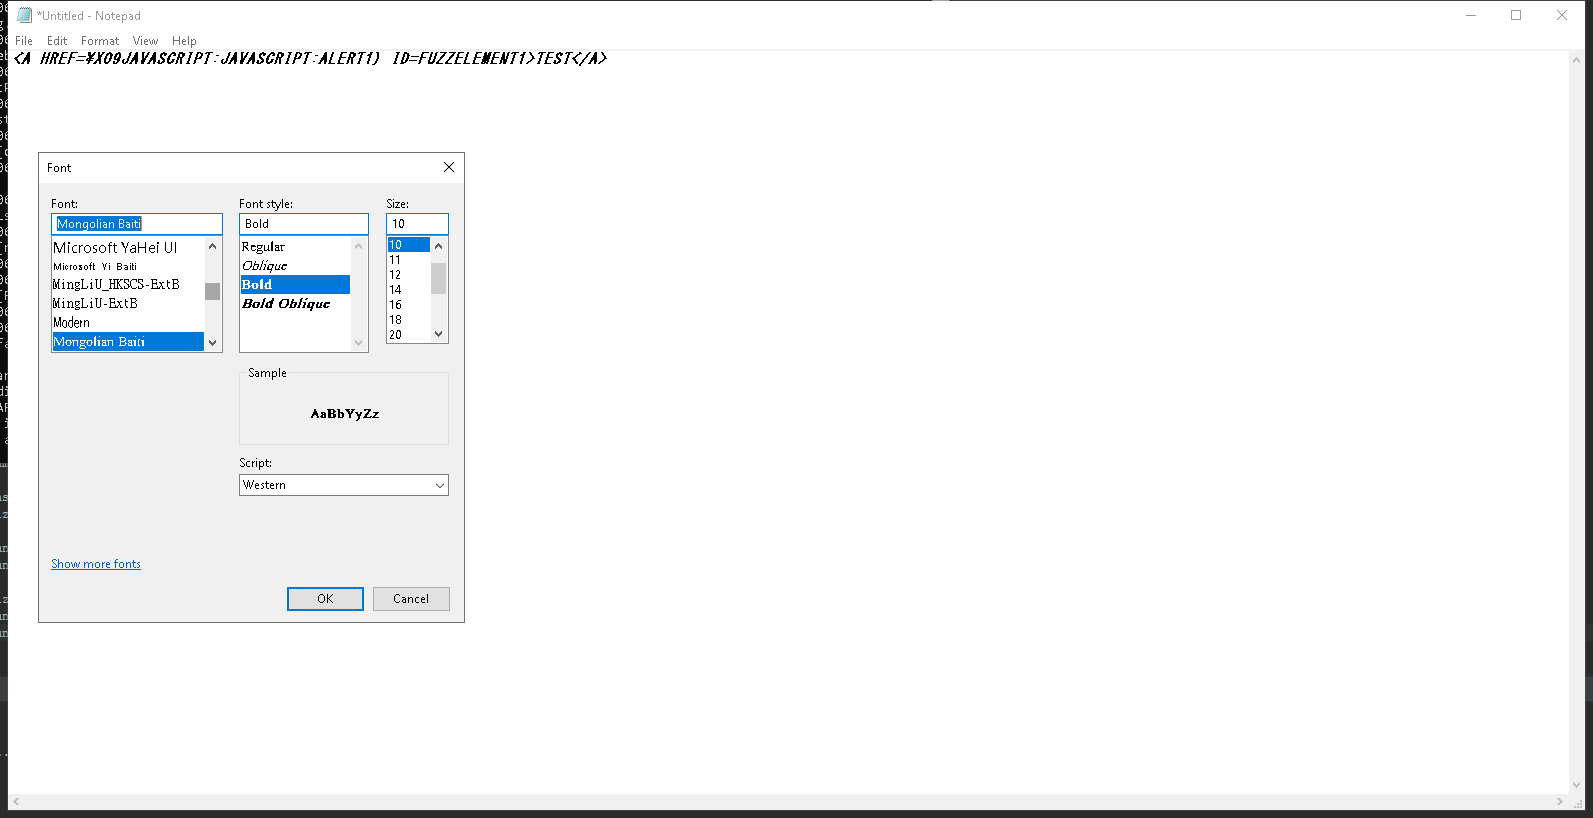 *Untitled - Notepad
File Edit Format View Help
<A HREF=¥X09JAVASCRIPT:JAVASCRIPT:ALERT1) ID=FUZZELEMENT1>TEST</A>
Font
Font: Font style: Size:
Mongolian Baiti Bold 10
Microsoft YaHei UI Regular 10
Microsoft Yi Baiti Oblique 11
MingLiU_HKSCS-ExtB Bold 12
MingLiU-ExtB Bold Oblique 14
Modern 16
Mongolian Baiti 18
20
Sample
AaBbYyZz
Script:
Western
Show more fonts
OK Cancel